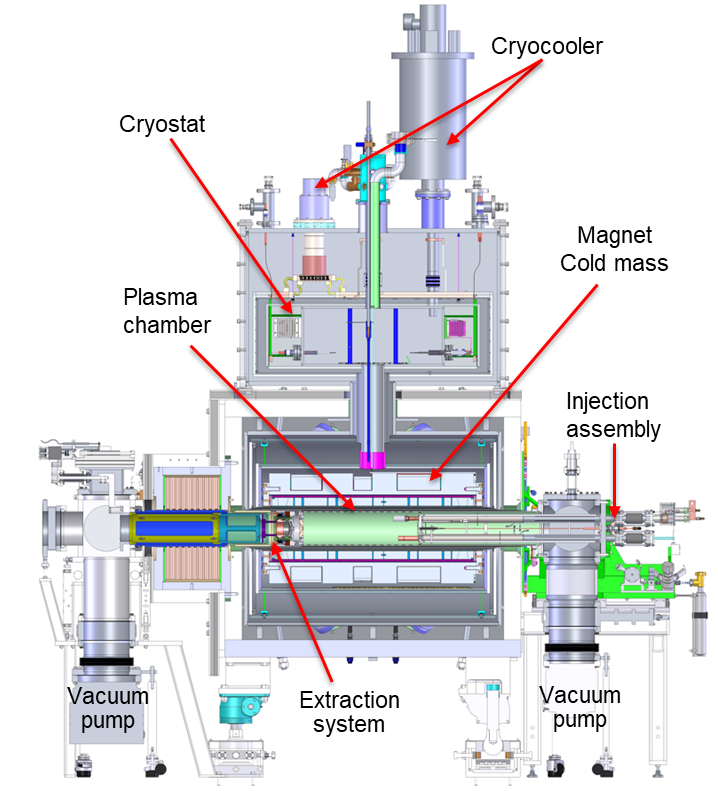 Cryocooler
Cryostat
Magnet
Cold mass
Plasma
chamber
Injection
assembly
Vacuum
pump
Extraction
system
Vacuum
pump